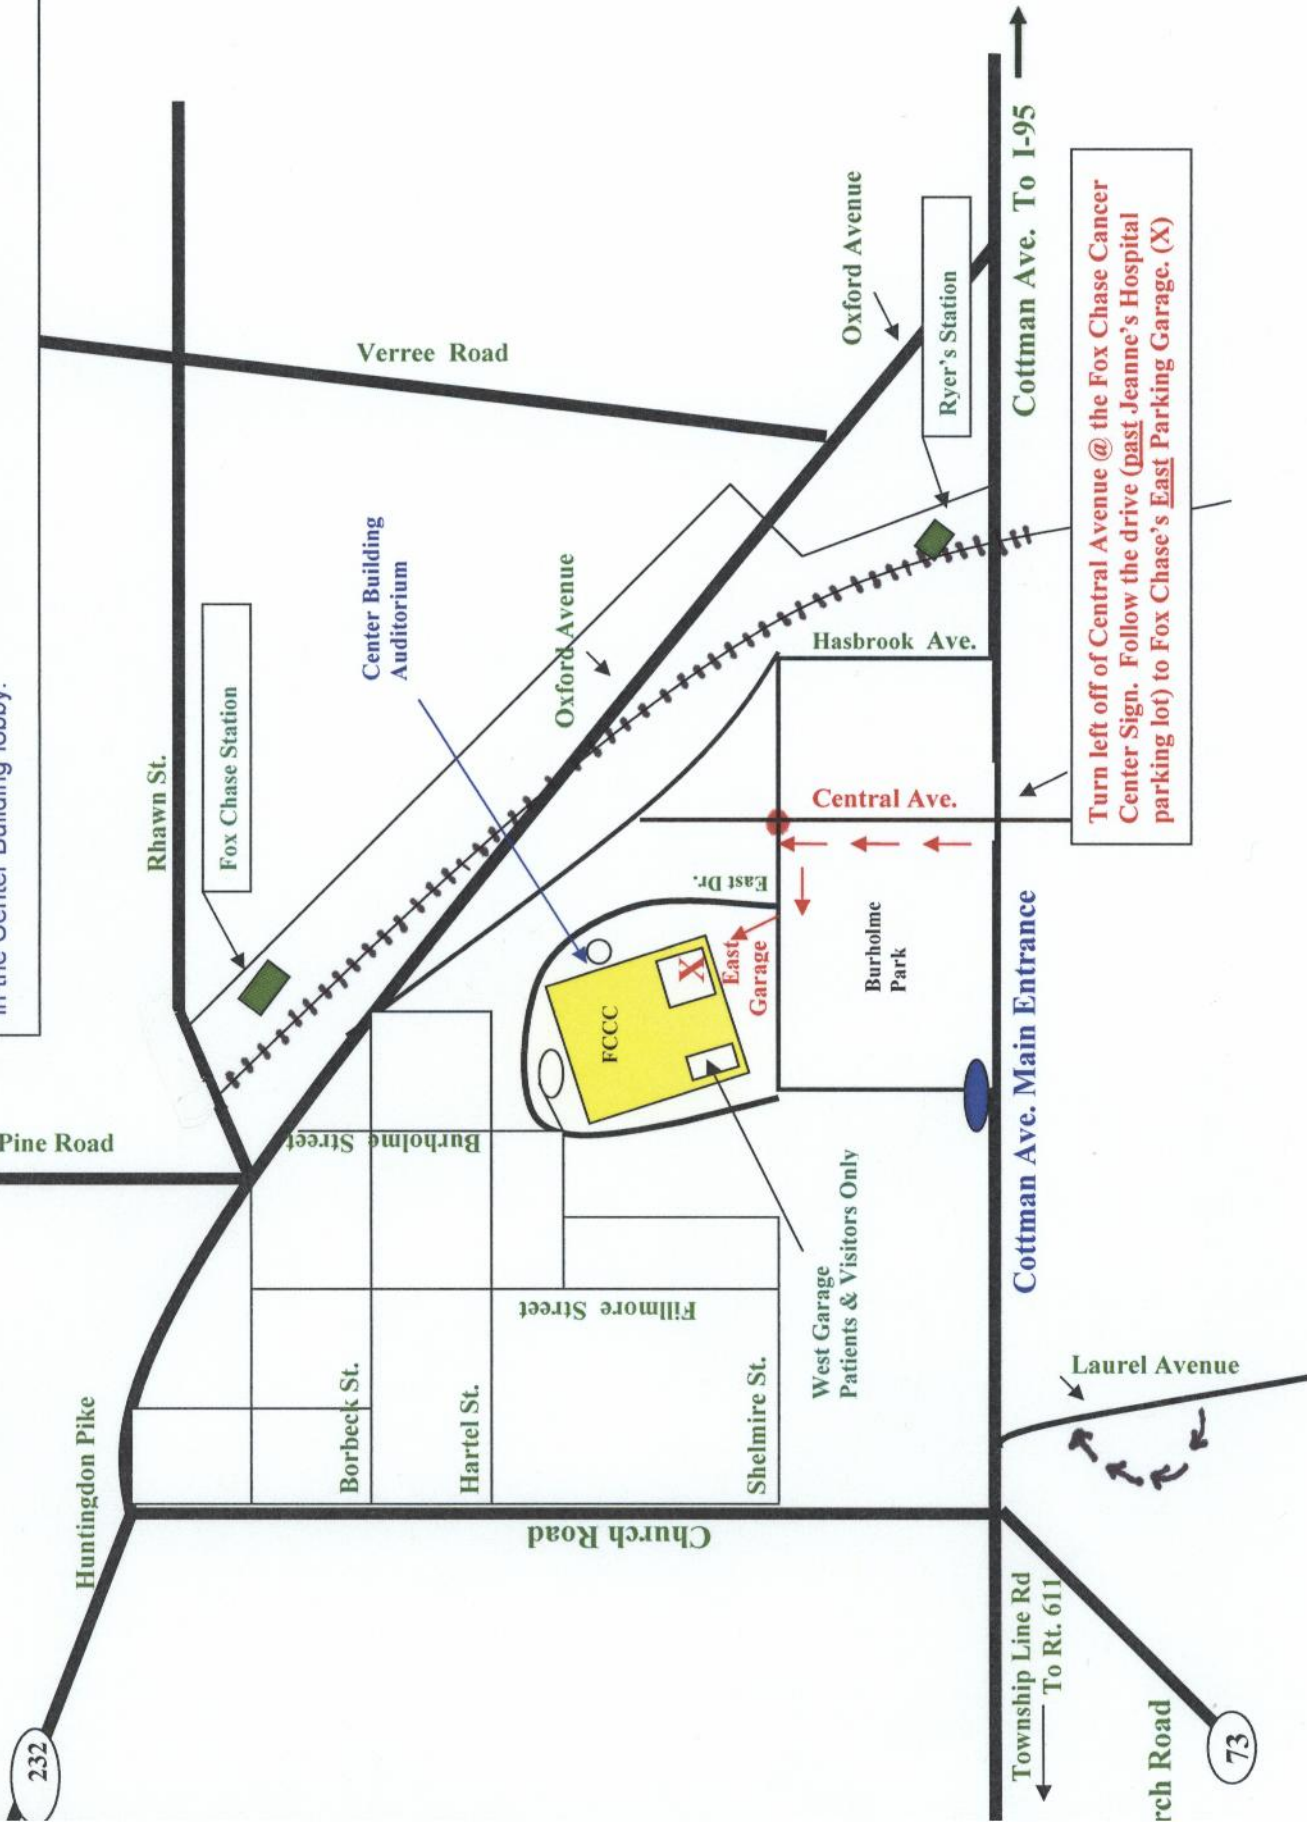 in the Center Building lobby.
Pine Road
Rhawn St.
Verree Road
Fox Chase Station
Huntingdon Pike
232
Center Building
Auditorium
Oxford Avenue
Oxford Avenue
Burholme Street
Borbeck St.
Hartel St.
Fillmore Street
Shelmire St.
Church Road
FCCC
X
East
Garage
East Dr.
West Garage
Patients & Visitors Only
Burholme
Park
Central Ave.
Hasbrook Ave.
Ryer's Station
Township Line Rd
To Rt. 611
Cottman Ave. Main Entrance
Cottman Ave. To I-95
Laurel Avenue
Turn left off of Central Avenue @ the Fox Chase Cancer
Center Sign. Follow the drive (past Jeanne's Hospital
parking lot) to Fox Chase's East Parking Garage. (X)
rch Road
73